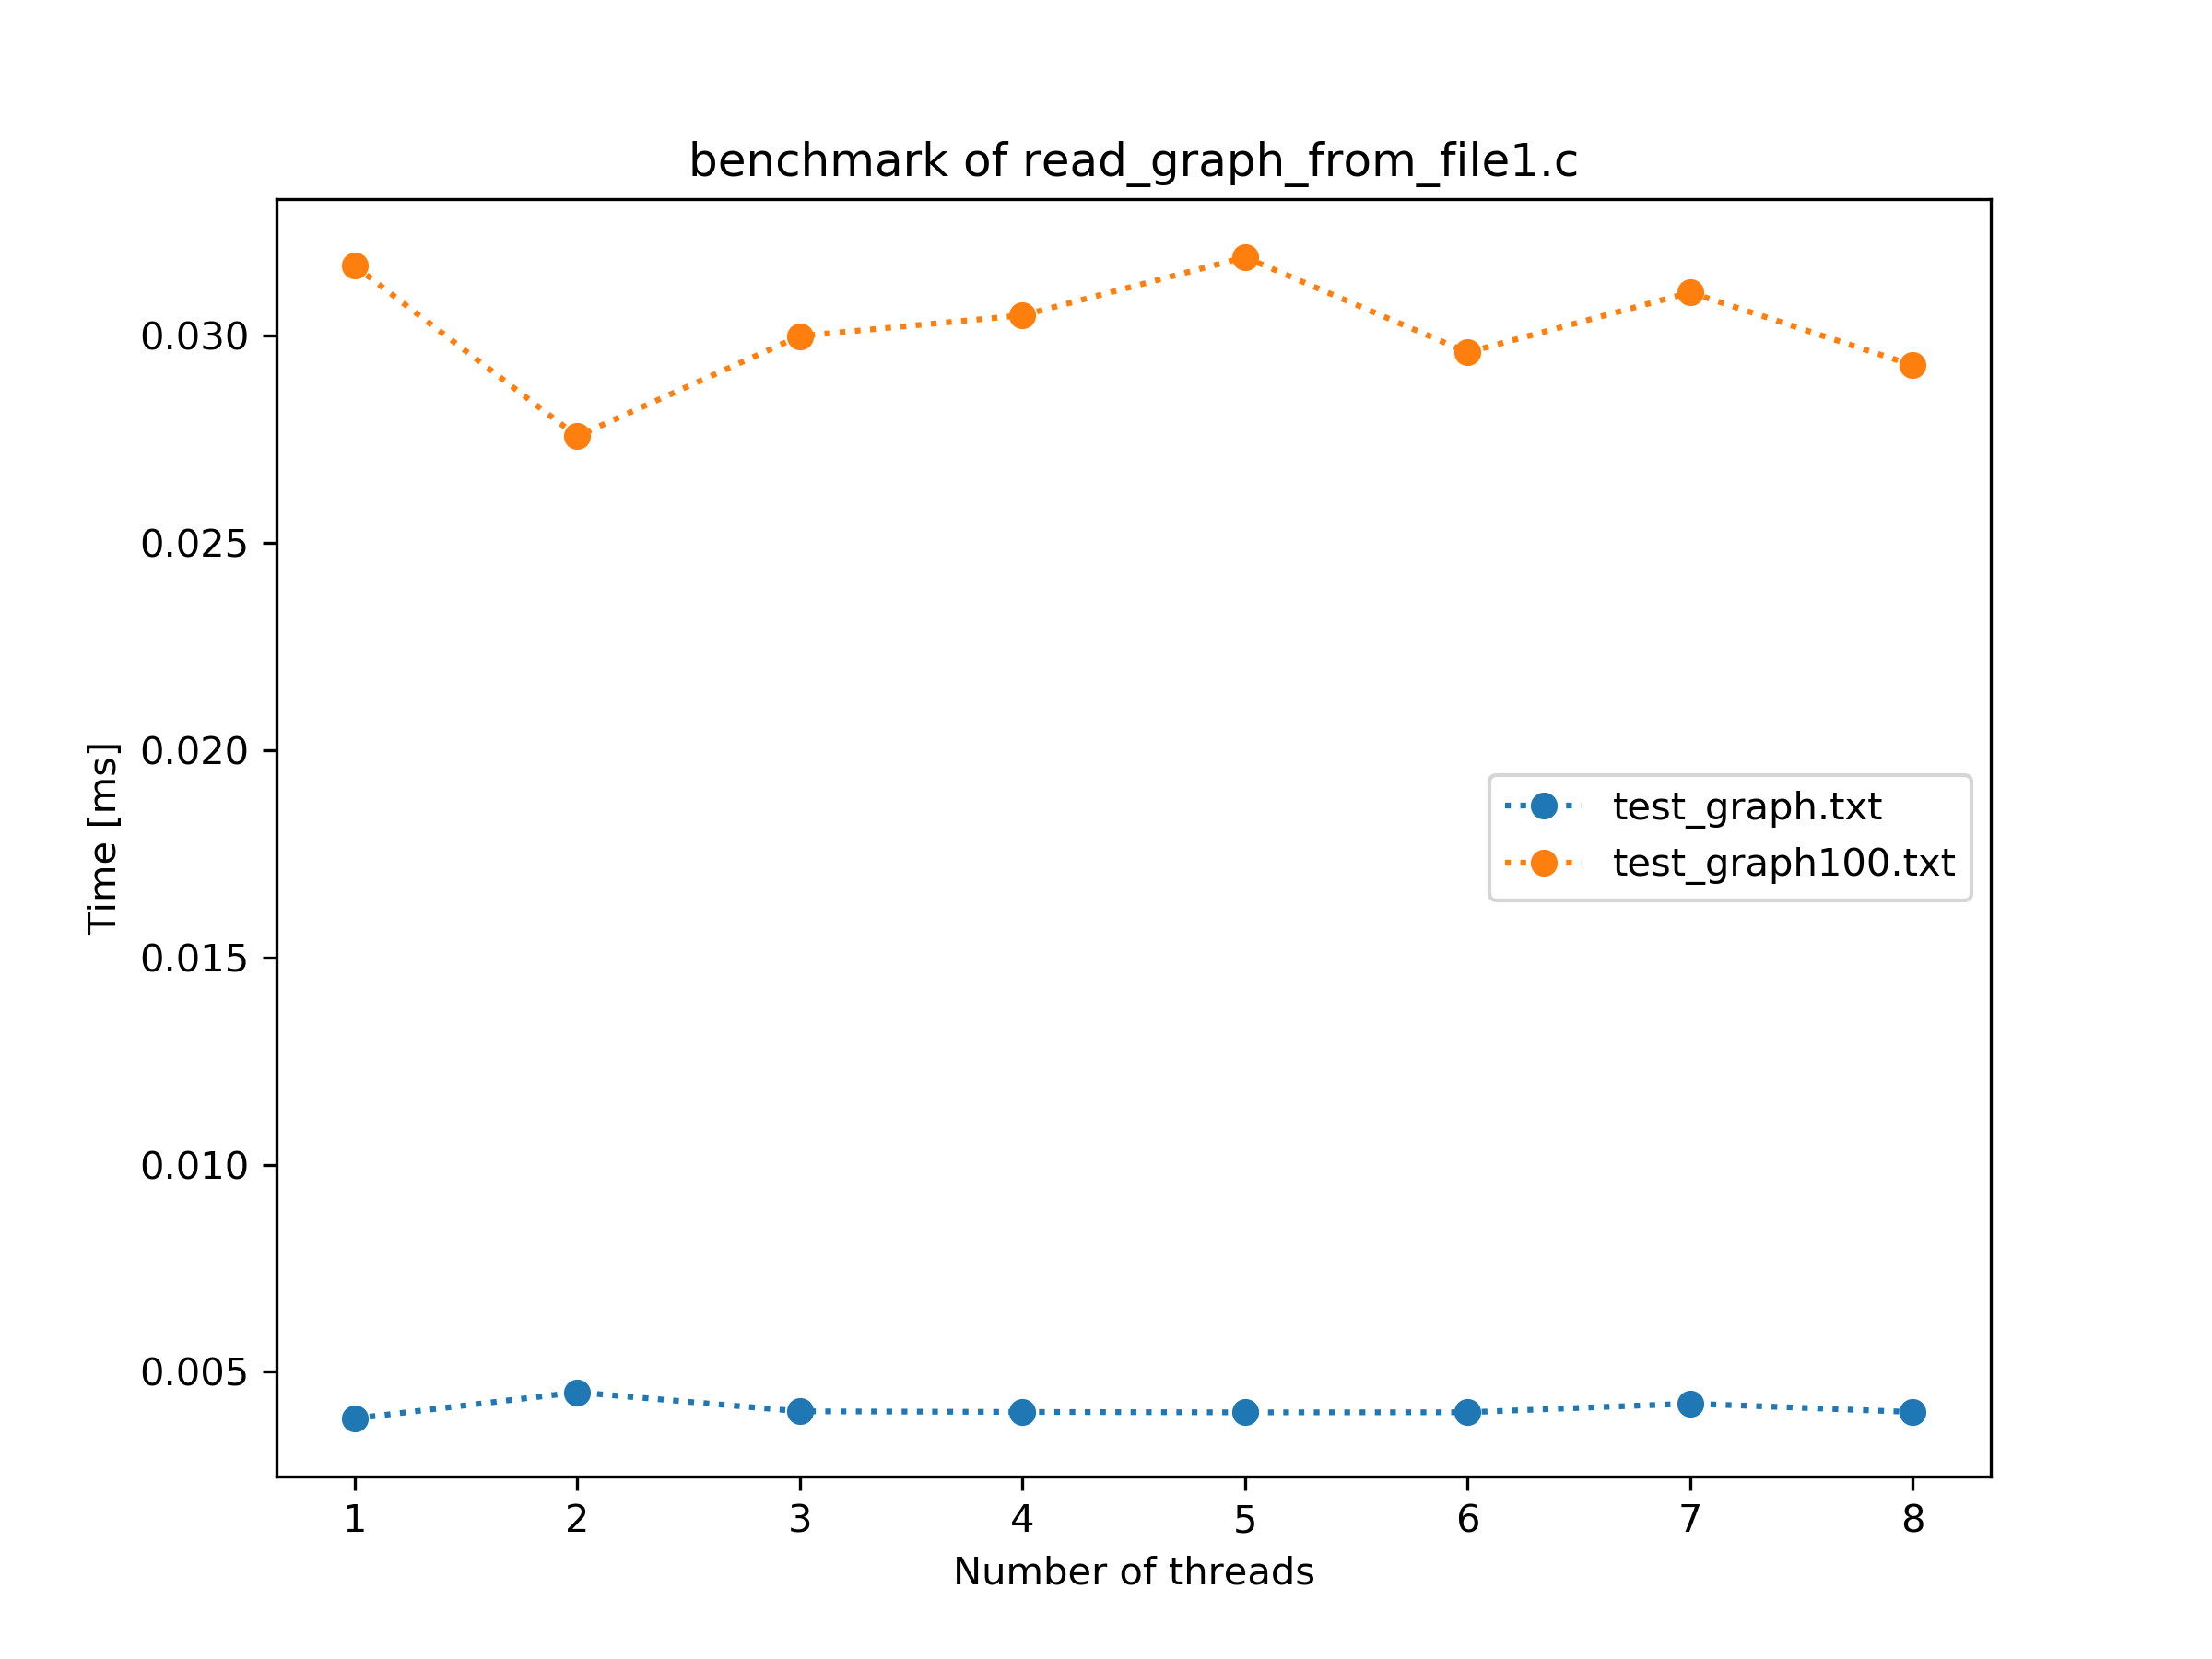 benchmark of read_graph_from_file1.c
Time [ms]
0.030
0.025
0.020
0.015
0.010
0.005
test_graph.txt
test_graph100.txt
1 2 3 4 5 6 7 8
Number of threads